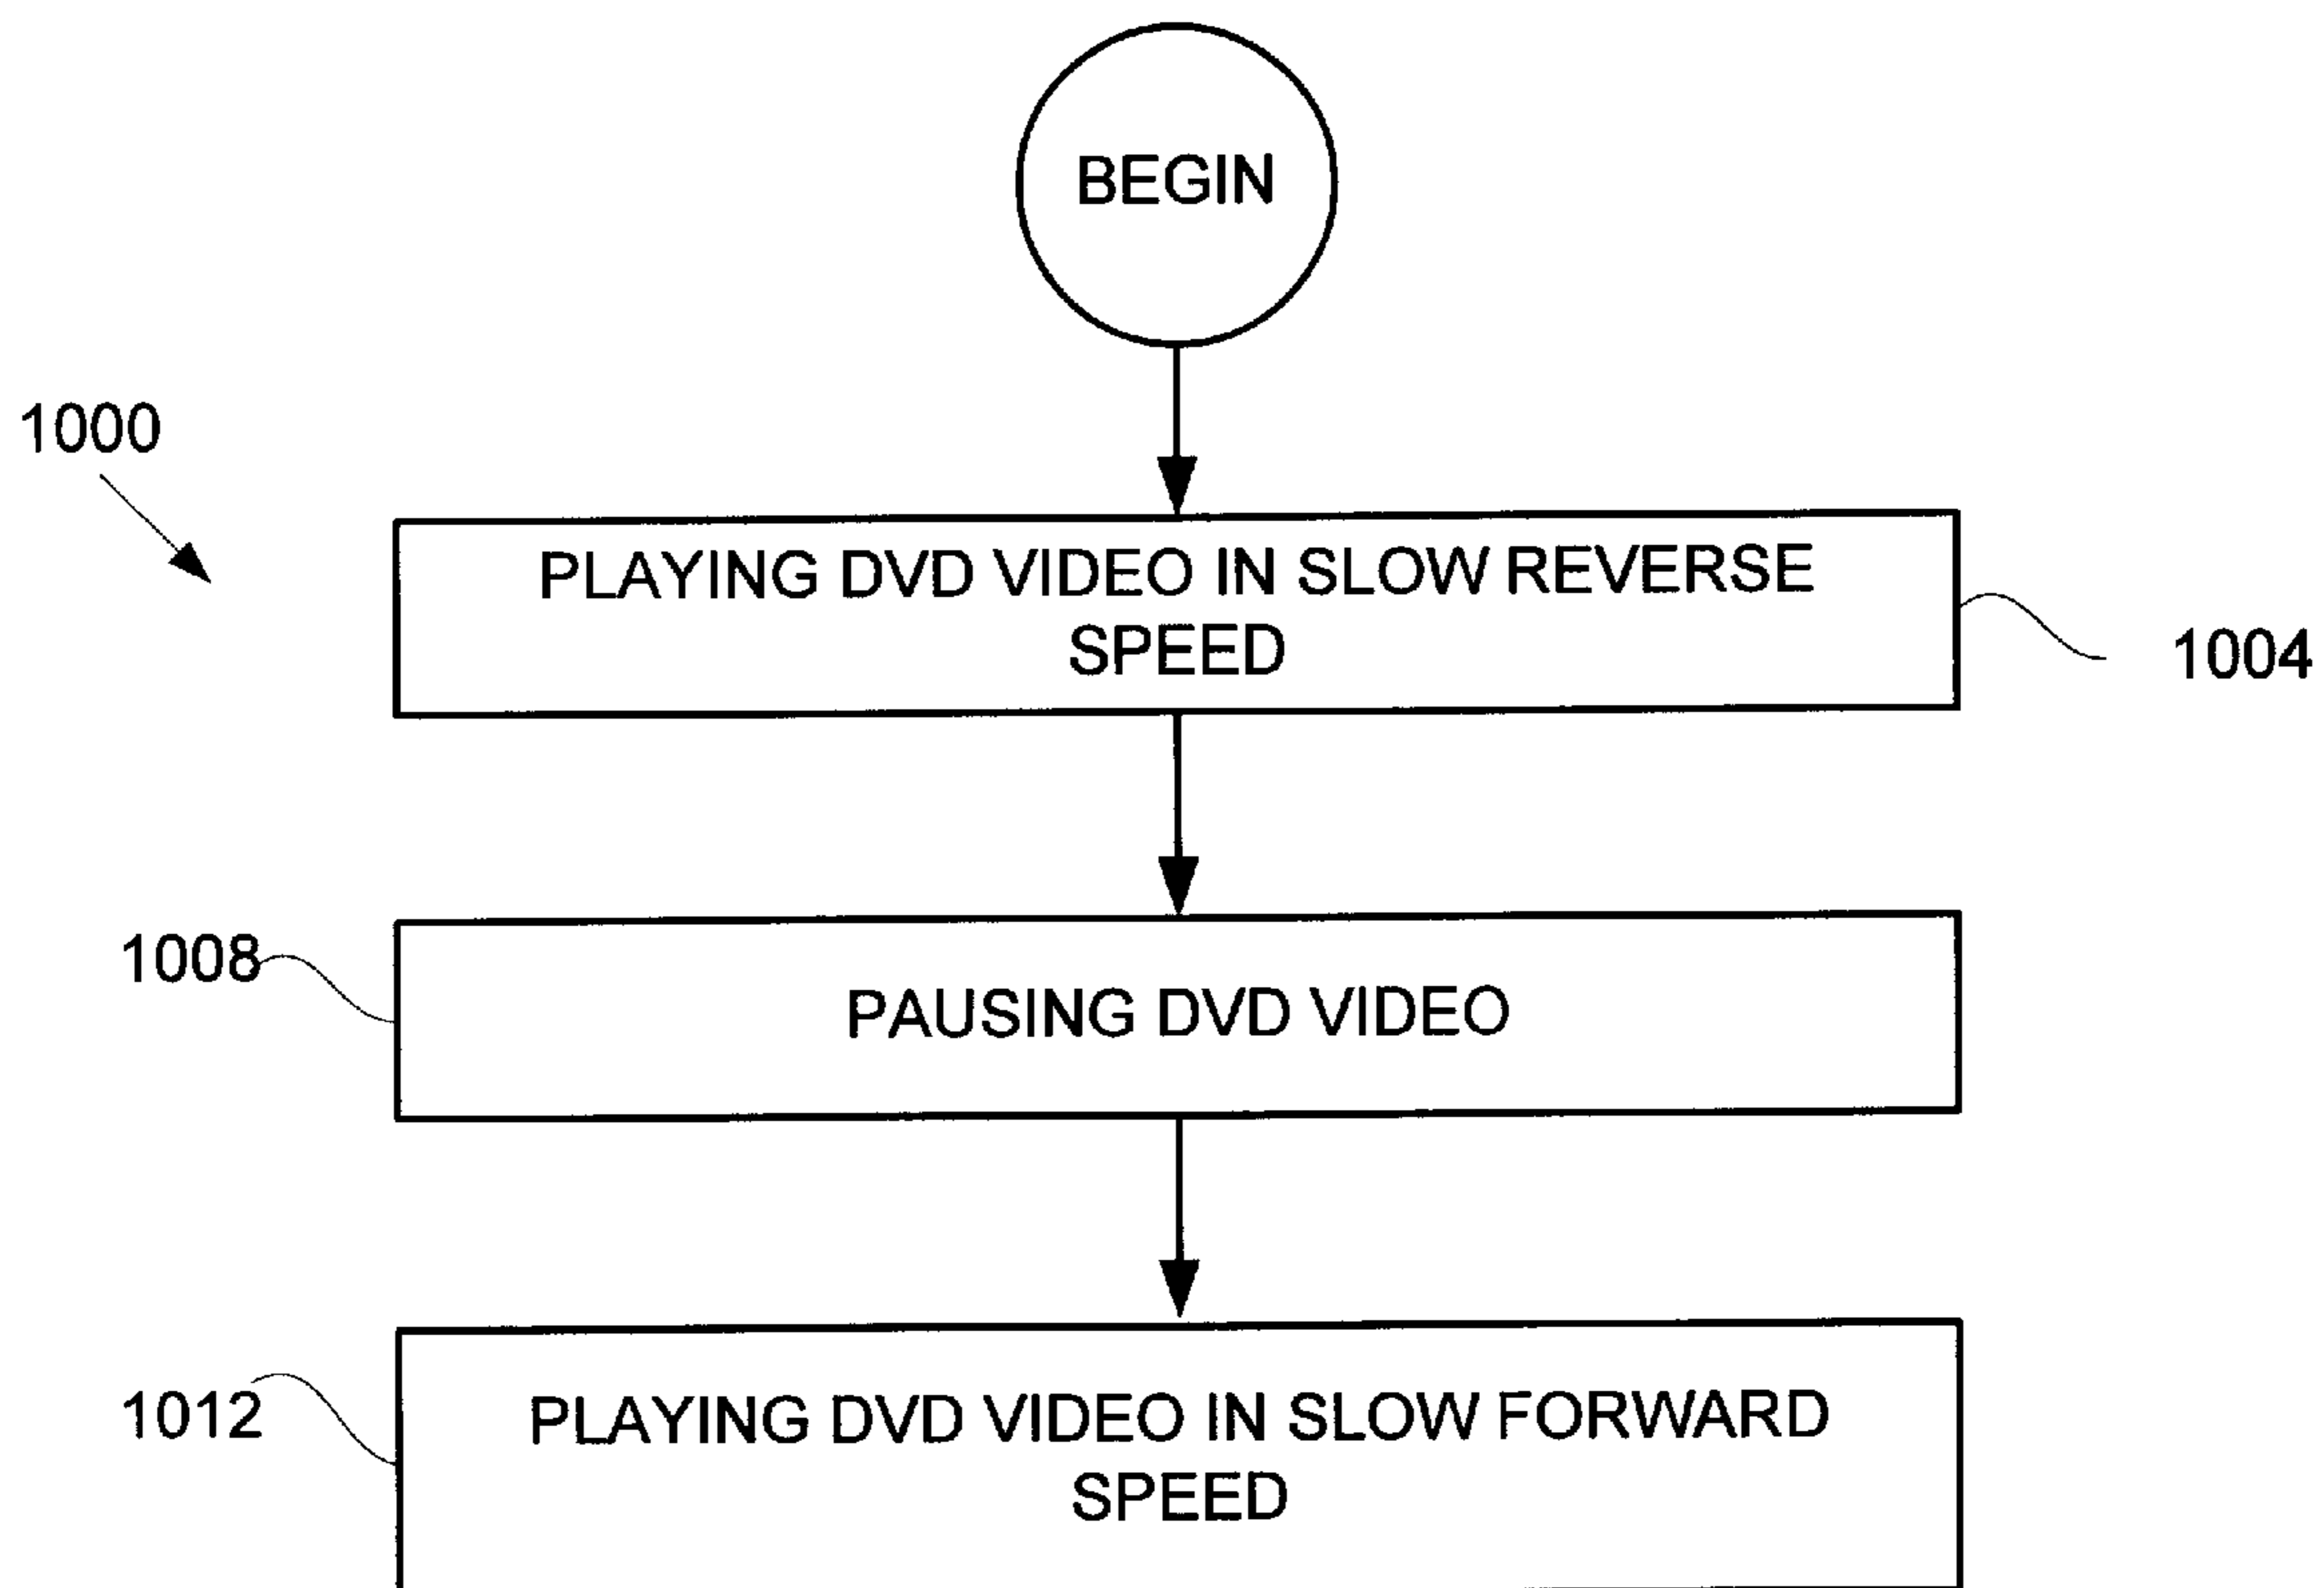 BEGIN
1000
PLAYING DVD VIDEO IN SLOW REVERSE
SPEED
1004
1008
PAUSING DVD VIDEO
1012
PLAYING DVD VIDEO IN SLOW FORWARD
SPEED